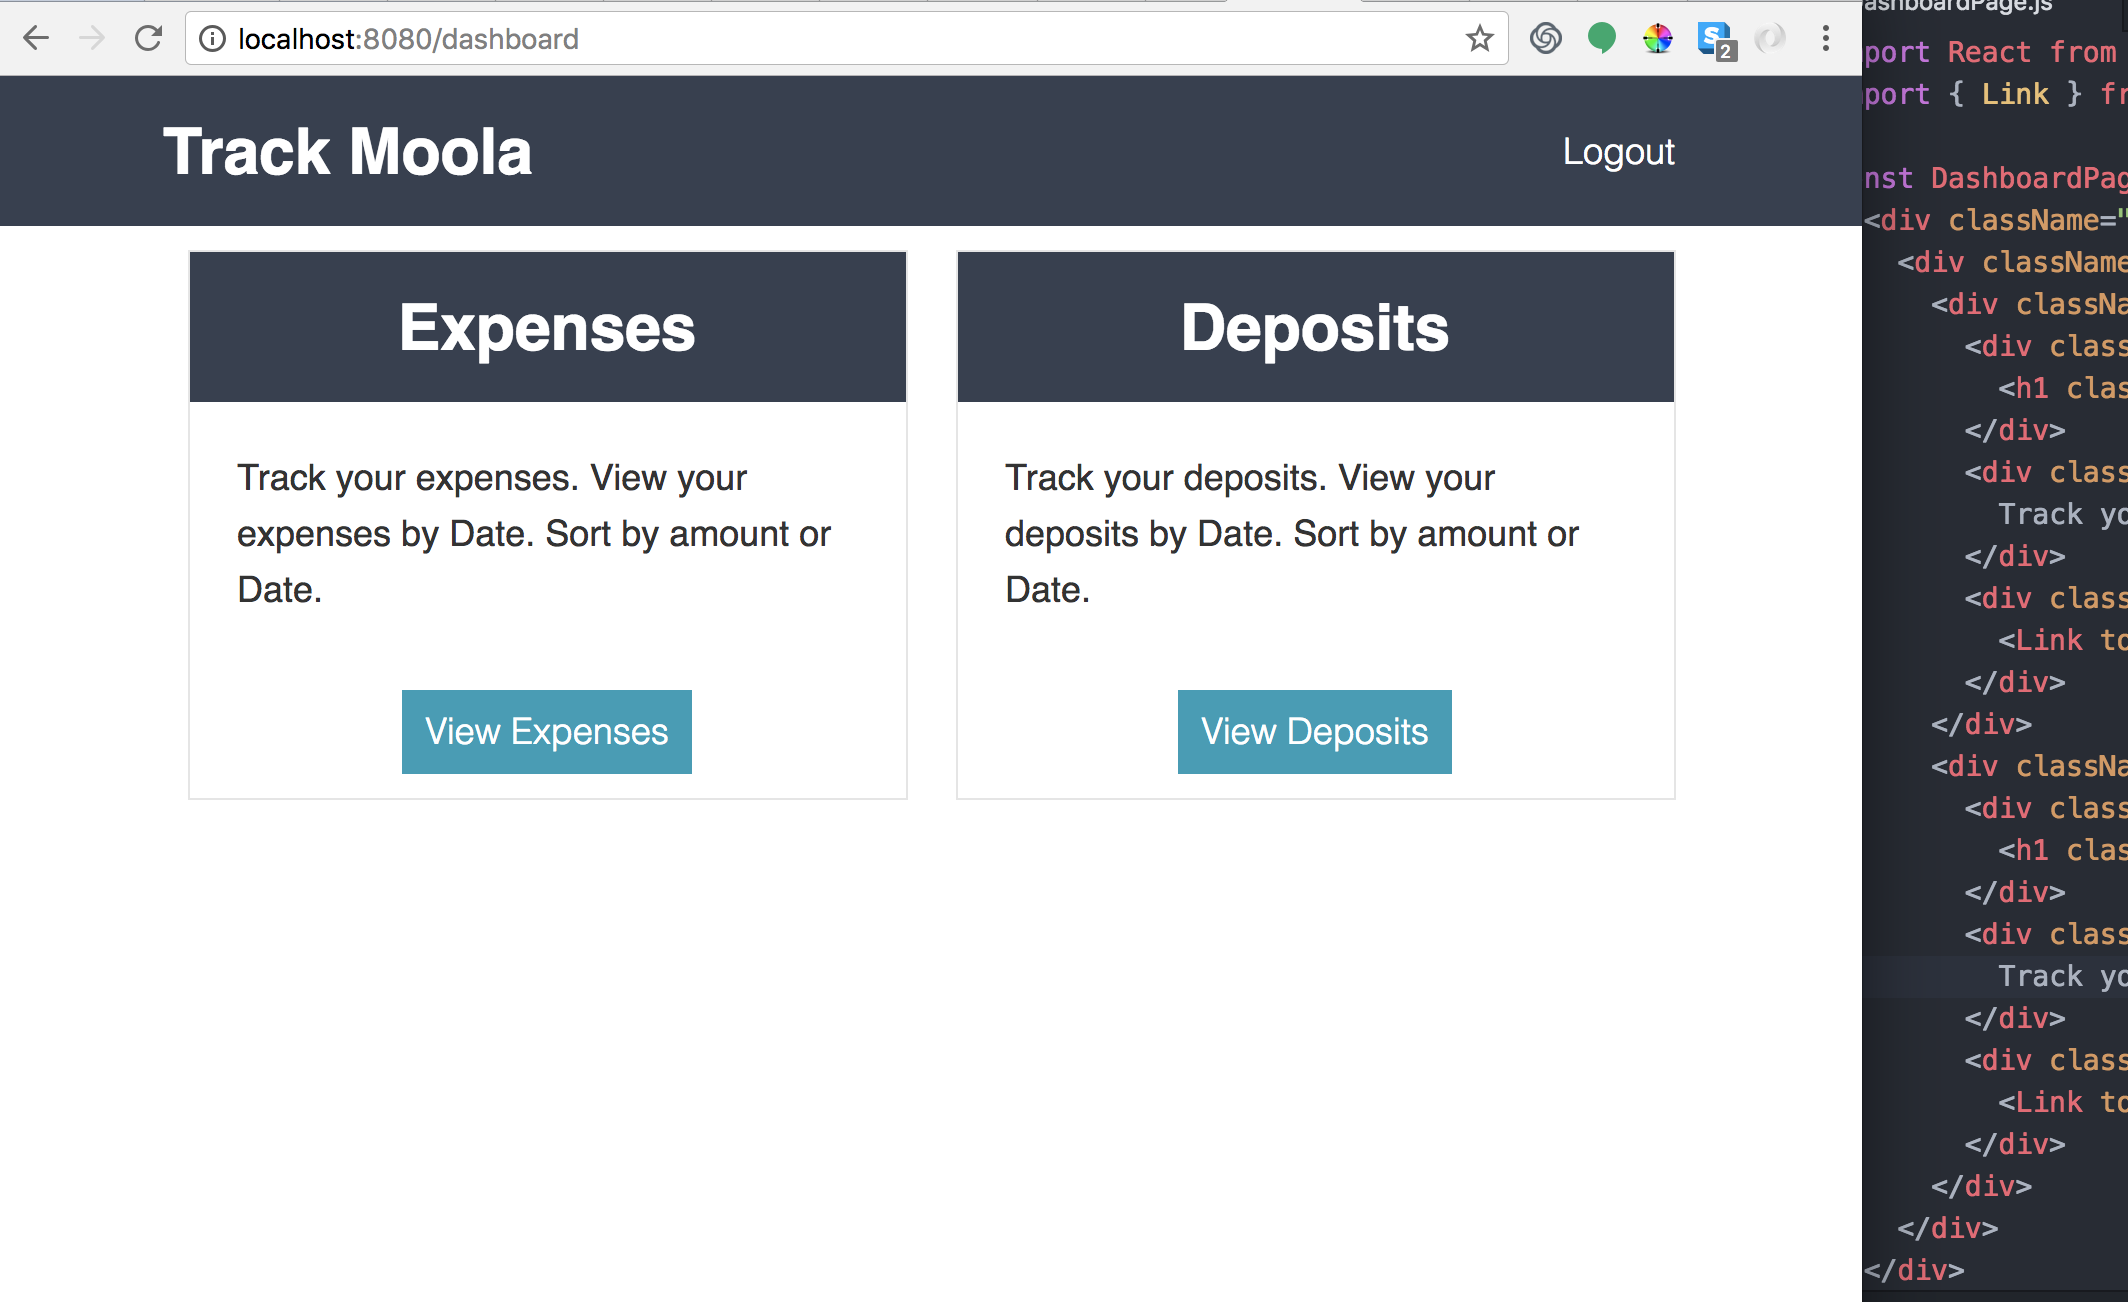 localhost:8080/dashboard
S
2
Track Moola
Logout
Expenses
Track your expenses. View your
expenses by Date. Sort by amount or
Date.
View Expenses
Deposits
Track your deposits. View your
deposits by Date. Sort by amount or
Date.
View Deposits
ashboardPage.js
port React from
port { Link } fr
nst DashboardPag
<div className="
<div className
<div classNa
<div class
<h1 clas
</div>
<div class
Track yo
</div>
<div class
<Link to
</div>
</div>
<div classNa
<div class
<h1 clas
</div>
<div class
Track yo
</div>
<div class
<Link to
</div>
</div>
</div>
</div>